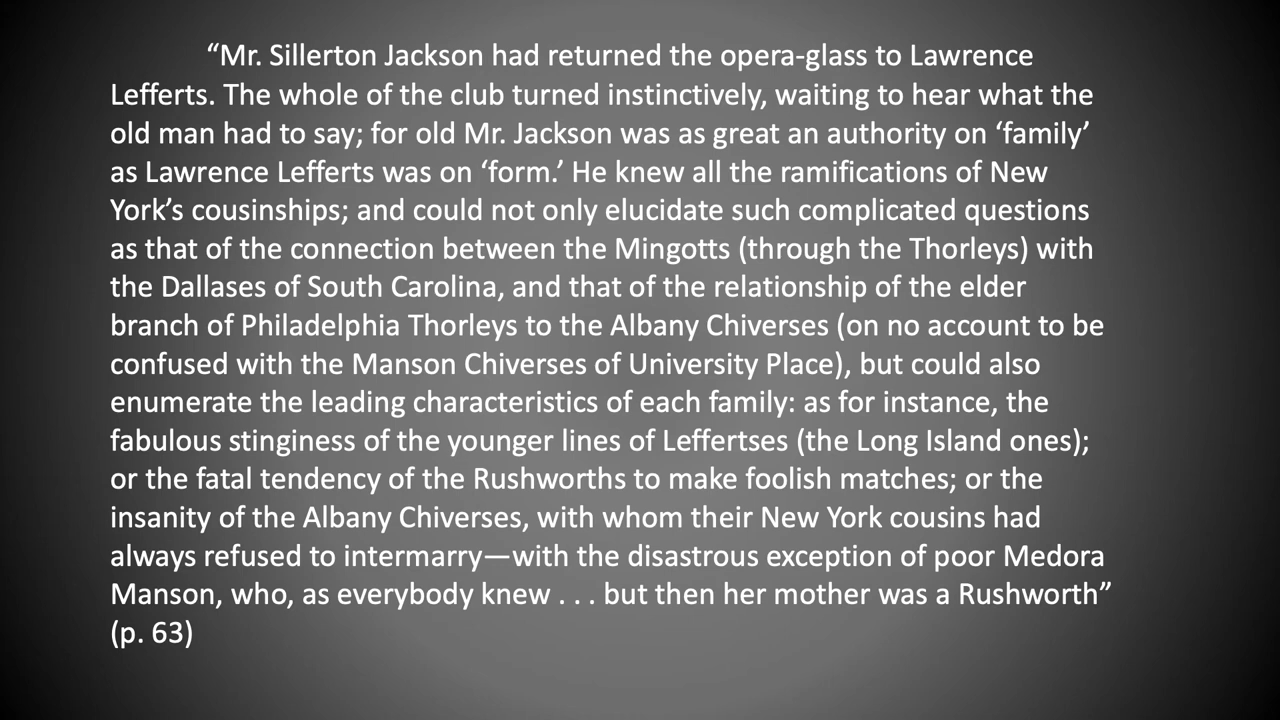 “Mr. Sillerton Jackson had returned the opera-glass to Lawrence
Lefferts. The whole of the club turned instinctively, waiting to hear what the
old man had to say; for old Mr. Jackson was as great an authority on ‘family’
as Lawrence Lefferts was on ‘form.’ He knew all the ramifications of New
York’s cousinships; and could not only elucidate such complicated questions
as that of the connection between the Mingotts (through the Thorleys) with
the Dallases of South Carolina, and that of the relationship of the elder
branch of Philadelphia Thorleys to the Albany Chiverses (on no account to be
confused with the Manson Chiverses of University Place), but could also
enumerate the leading characteristics of each family: as for instance, the
fabulous stinginess of the younger lines of Leffertses (the Long Island ones);
or the fatal tendency of the Rushworths to make foolish matches; or the
insanity of the Albany Chiverses, with whom their New York cousins had
always refused to intermarry—with the disastrous exception of poor Medora
Manson, who, as everybody knew . . . but then her mother was a Rushworth”
(p. 63)